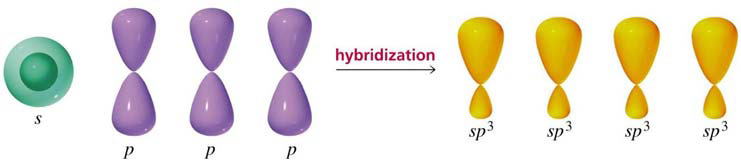 hybridization
s
p p p
sp³ sp³ sp³ sp³